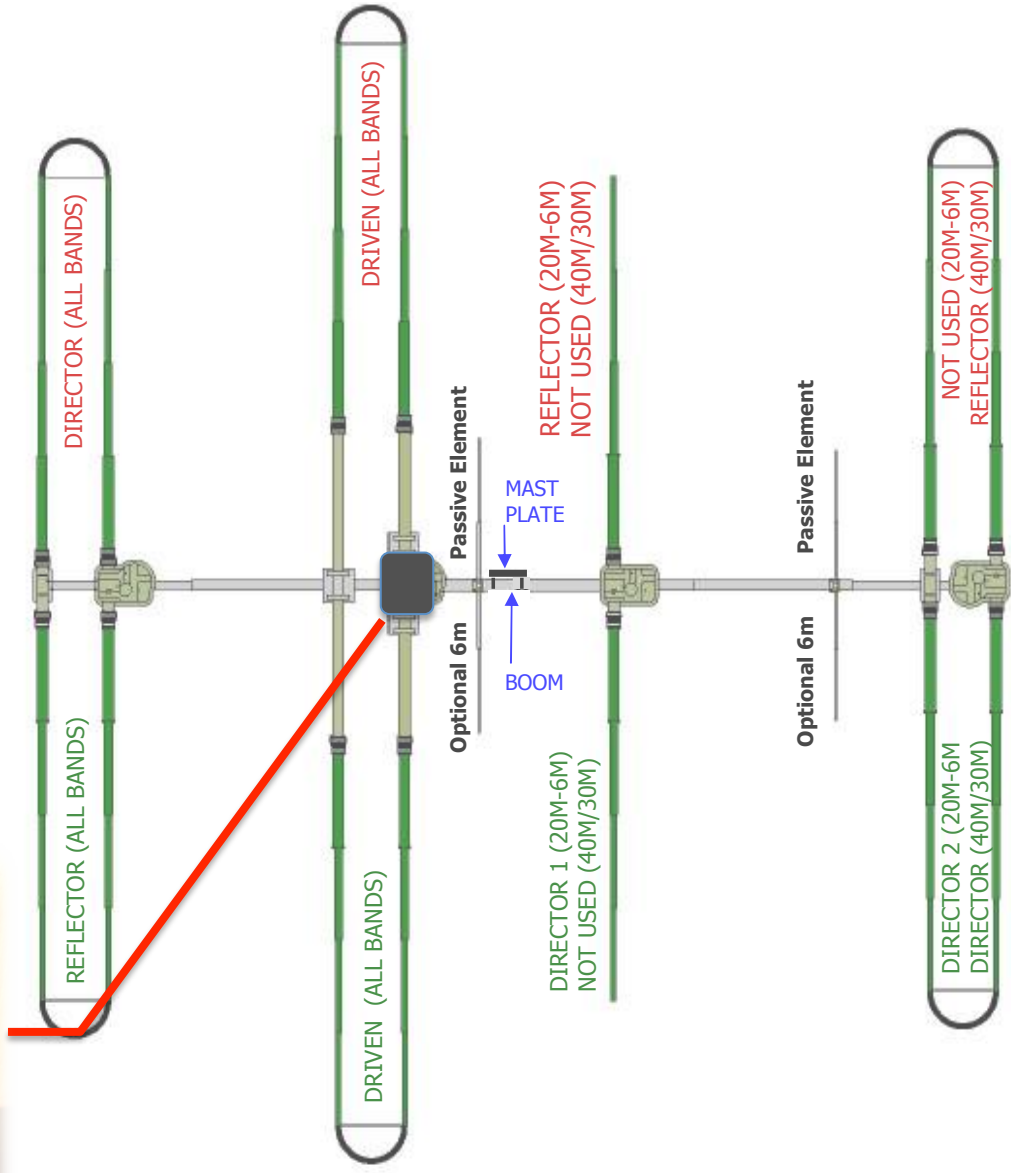 DIRECTOR (ALL BANDS)
DRIVEN (ALL BANDS)
REFLECTOR (20M-6M)
NOT USED (40M/30M)
NOT USED (20M-6M)
REFLECTOR (40M/30M)
Optional 6m Passive Element
MAST
PLATE
BOOM
Optional 6m Passive Element
REFLECTOR (ALL BANDS)
DRIVEN (ALL BANDS)
DIRECTOR 1 (20M-6M)
NOT USED (40M/30M)
DIRECTOR 2 (20M-6M
DIRECTOR (40M/30M)